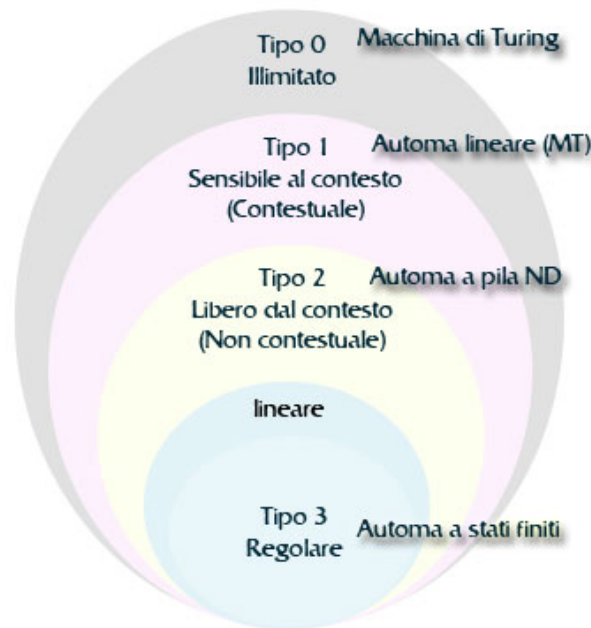 Tipo 0 Macchina di Turing
Illimitato
Tipo 1 Automa lineare (MT)
Sensibile al contesto
(Contestuale)
Tipo 2 Automa a pila ND
Libero dal contesto
(Non contestuale)
lineare
Tipo 3 Automa a stati finiti
Regolare